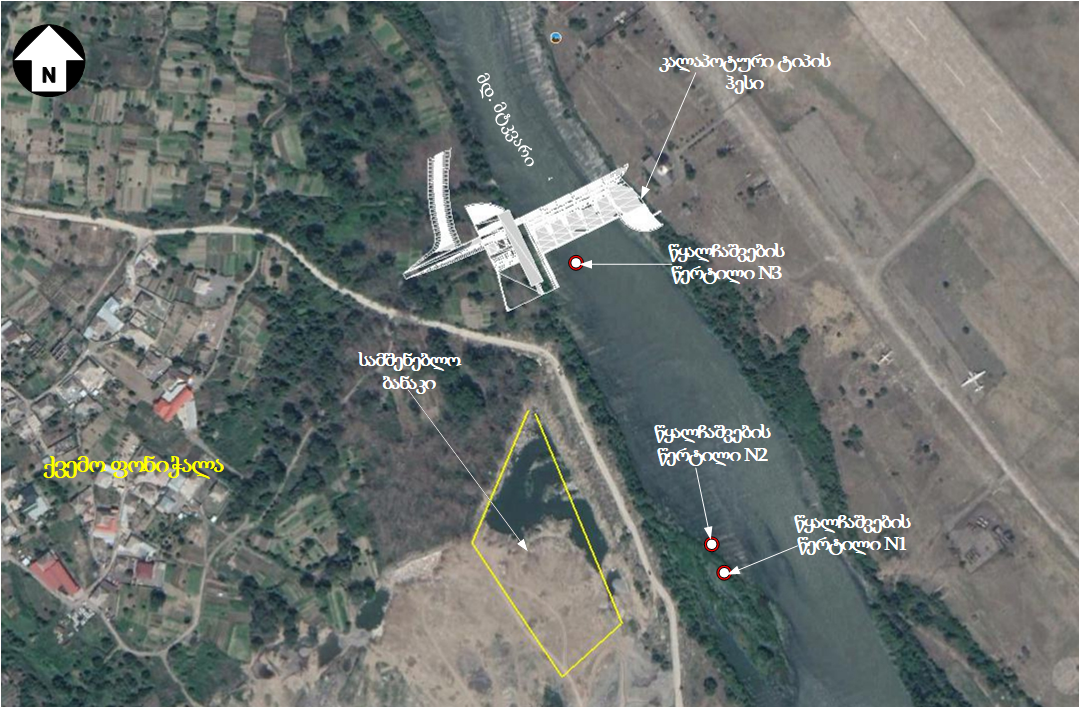 N
კალაპოტური ტიპის
ჰესი
მდ. მტკვარი
წყალჩაშვების
წერტილი N3
სამშენებლო
ბანაკი
წყალჩაშვების
წერტილი N2
ქვემო ფონიჭალა
წყალჩაშვების
წერტილი N1